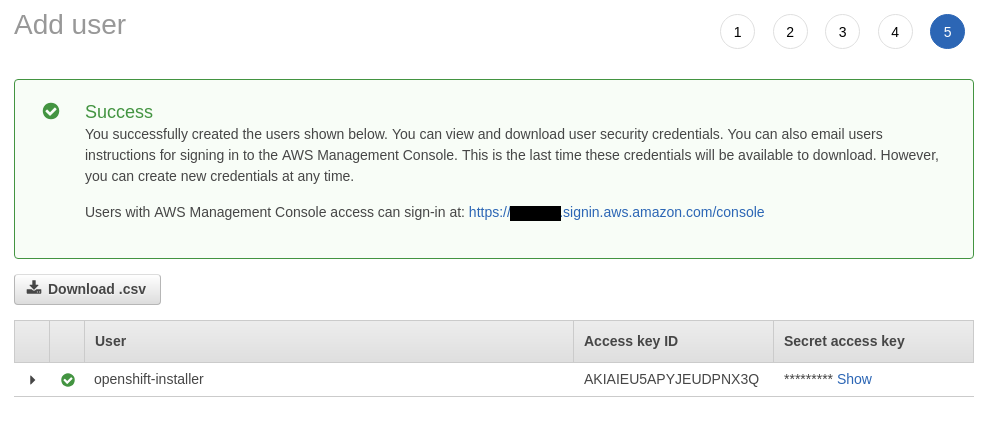 Add user
1 2 3 4 5
Success
You successfully created the users shown below. You can view and download user security credentials. You can also email users
instructions for signing in to the AWS Management Console. This is the last time these credentials will be available to download. However,
you can create new credentials at any time.
Users with AWS Management Console access can sign-in at: https://.signin.aws.amazon.com/console
Download .csv
User Access key ID Secret access key
openshift-installer AKIAIEU5APYJEUDPNX3Q ********* Show